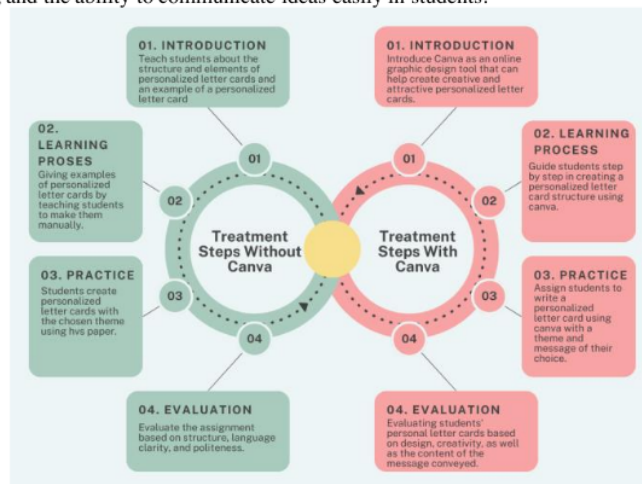 and the ability to communicate ideas easily in students?
01. INTRODUCTION
Teach students about the
structure and elements of
personalized letter cards and
an example of a personalized
letter card
01. INTRODUCTION
Introduce Canva as an online
graphic design tool that can
help create creative and
attractive personalized letter
cards.
02.
LEARNING
PROSES
Giving examples
of personalized
letter cards by
teaching students
to make them
manually.
02. LEARNING
PROCESS
Guide students step
by step in creating a
personalized letter
card structure using
canva.
01
02
03
04
Treatment
Steps Without
Canva
01
02
03
04
Treatment
Steps With
Canva
03. PRACTICE
Students create
personalized
letter cards with
the chosen theme
using hvs paper.
03. PRACTICE
Assign students to
write a
personalized
letter card using
canva with a
theme and
message of their
choice.
04. EVALUATION
Evaluate the assignment
based on structure, language
clarity, and politeness.
04. EVALUATION
Evaluating students'
personal letter cards based
on design, creativity, as well
as the content of the
message conveyed.